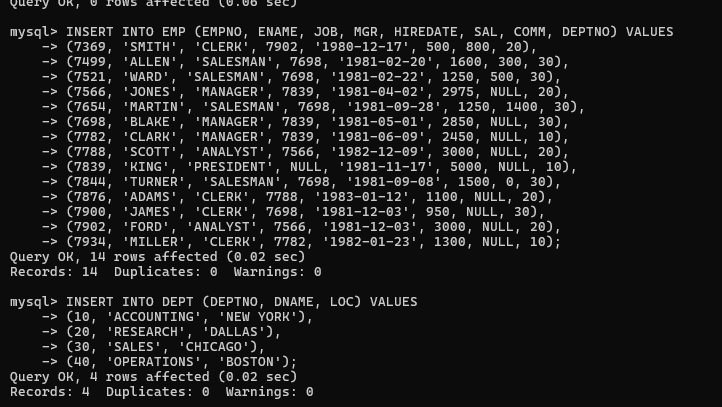 Query OK, 0 rows affected (0.06 sec)
mysql> INSERT INTO EMP (EMPNO, ENAME, JOB, MGR, HIREDATE, SAL, COMM, DEPTNO) VALUES
-> (7369, 'SMITH', 'CLERK', 7902, '1980-12-17', 500, 800, 20),
-> (7499, 'ALLEN', 'SALESMAN', 7698, '1981-02-20', 1600, 300, 30),
-> (7521, 'WARD', 'SALESMAN', 7698, '1981-02-22', 1250, 500, 30),
-> (7566, 'JONES', 'MANAGER', 7839, '1981-04-02', 2975, NULL, 20),
-> (7654, 'MARTIN', 'SALESMAN', 7698, '1981-09-28', 1250, 1400, 30),
-> (7698, 'BLAKE', 'MANAGER', 7839, '1981-05-01', 2850, NULL, 30),
-> (7782, 'CLARK', 'MANAGER', 7839, '1981-06-09', 2450, NULL, 10),
-> (7788, 'SCOTT', 'ANALYST', 7566, '1982-12-09', 3000, NULL, 20),
-> (7839, 'KING', 'PRESIDENT', NULL, '1981-11-17', 5000, NULL, 10),
-> (7844, 'TURNER', 'SALESMAN', 7698, '1981-09-08', 1500, 0, 30),
-> (7876, 'ADAMS', 'CLERK', 7788, '1983-01-12', 1100, NULL, 20),
-> (7900, 'JAMES', 'CLERK', 7698, '1981-12-03', 950, NULL, 30),
-> (7902, 'FORD', 'ANALYST', 7566, '1981-12-03', 3000, NULL, 20),
-> (7934, 'MILLER', 'CLERK', 7782, '1982-01-23', 1300, NULL, 10);
Query OK, 14 rows affected (0.02 sec)
Records: 14  Duplicates: 0  Warnings: 0
mysql> INSERT INTO DEPT (DEPTNO, DNAME, LOC) VALUES
-> (10, 'ACCOUNTING', 'NEW YORK'),
-> (20, 'RESEARCH', 'DALLAS'),
-> (30, 'SALES', 'CHICAGO'),
-> (40, 'OPERATIONS', 'BOSTON');
Query OK, 4 rows affected (0.02 sec)
Records: 4  Duplicates: 0  Warnings: 0